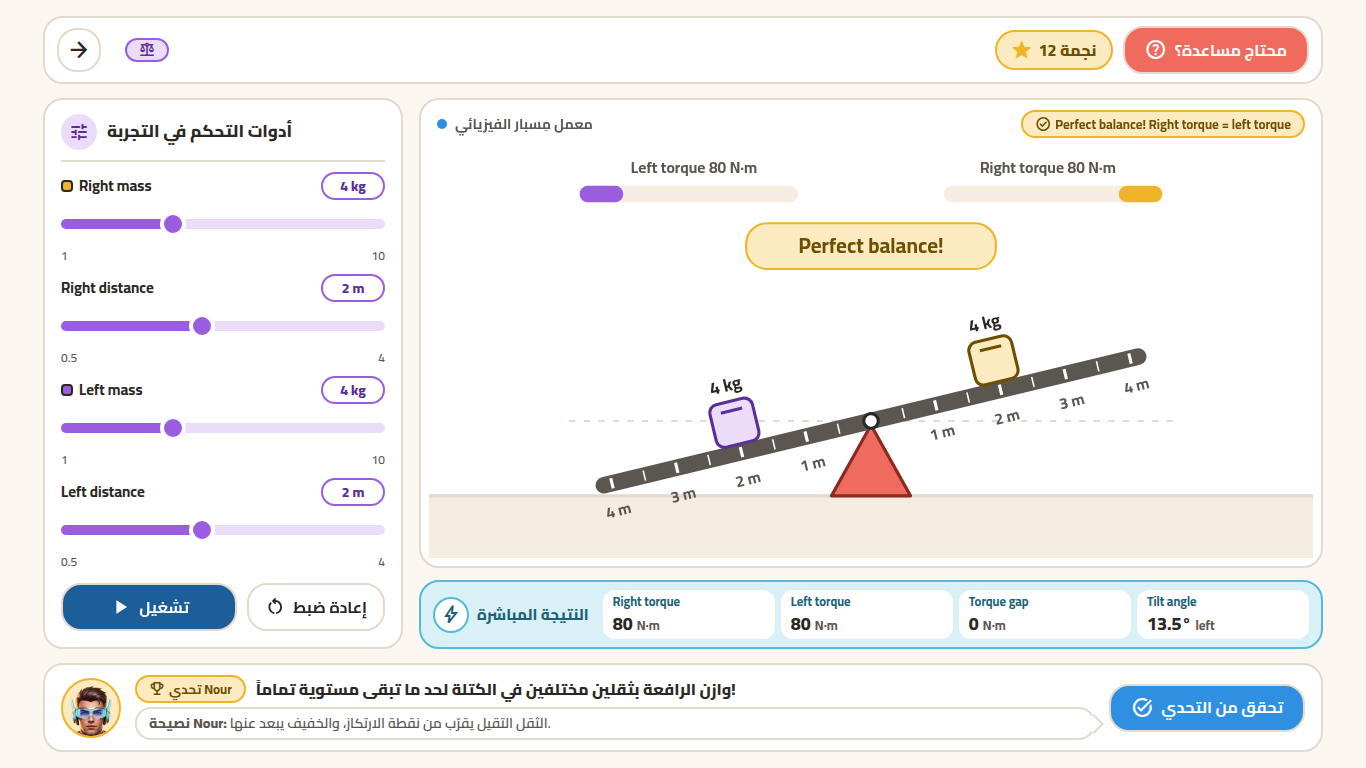 محتاج مساعدة؟
نجمة 12
أدوات التحكم في التجربة
Right mass
4 kg
1
10
Right distance
2 m
0.5
4
Left mass
4 kg
1
10
Left distance
2 m
0.5
4
تشغيل
إعادة ضبط
معمل مِسبار الفيزيائي
Perfect balance! Right torque = left torque
Left torque 80 N·m
Right torque 80 N·m
Perfect balance!
4 kg
4 kg
4 m
3 m
2 m
1 m
1 m
2 m
3 m
4 m
النتيجة المباشرة
Right torque
80 N·m
Left torque
80 N·m
Torque gap
0 N·m
Tilt angle
13.5° left
تحدي Nour
وازن الرافعة بثقلين مختلفين في الكتلة لحد ما تبقى مستوية تماماً!
نصيحة Nour: الثقل التقيل يقرّب من نقطة الارتكاز، والخفيف يبعد عنها.
تحقق من التحدي